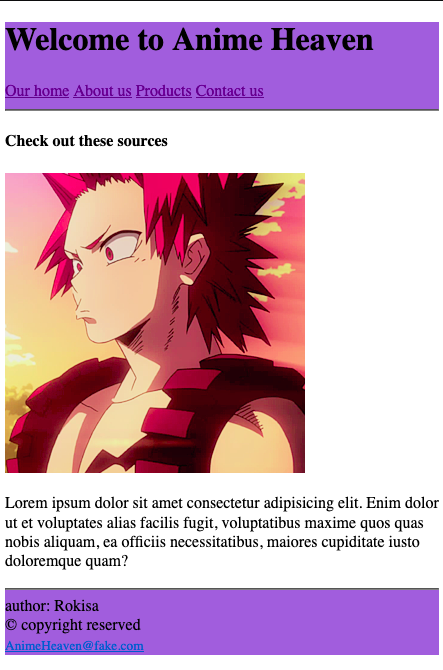 Welcome to Anime Heaven
Our home About us Products Contact us
Check out these sources
Lorem ipsum dolor sit amet consectetur adipisicing elit. Enim dolor
ut et voluptates alias facilis fugit, voluptatibus maxime quos quas
nobis aliquam, ea officiis necessitatibus, maiores cupiditate iusto
doloremque quam?
author: Rokisa
© copyright reserved
AnimeHeaven@fake.com